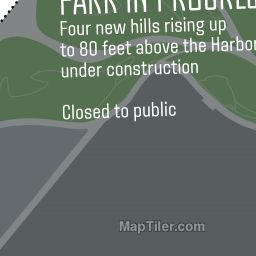 PARK IN PROGRES
Four new hills rising up
to 80 feet above the Harbor
under construction
Closed to public
MapTiler.com